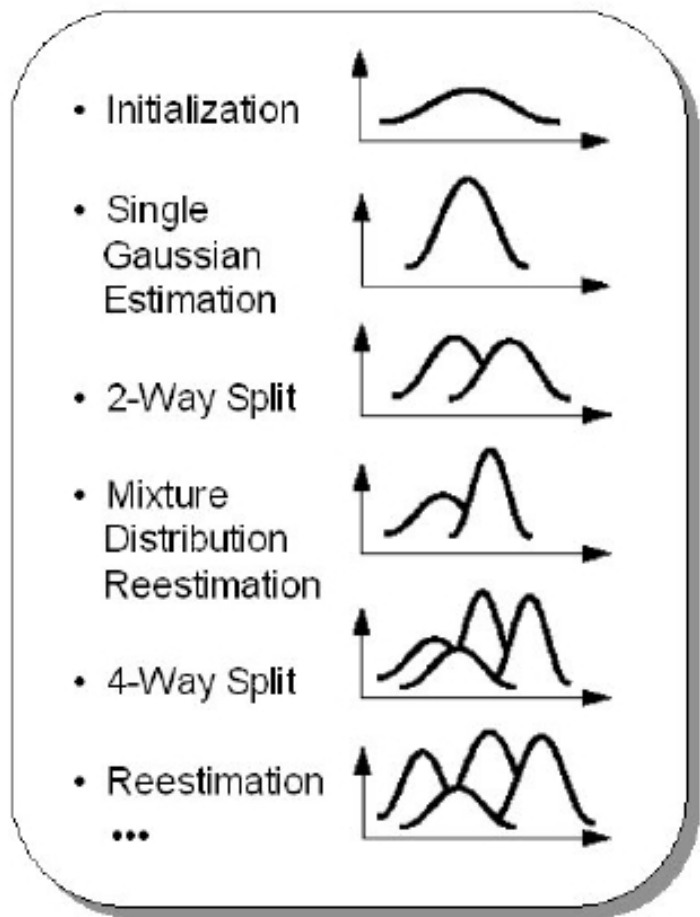 • Initialization
• Single
Gaussian
Estimation
• 2-Way Split
• Mixture
Distribution
Reestimation
• 4-Way Split
• Reestimation
•••